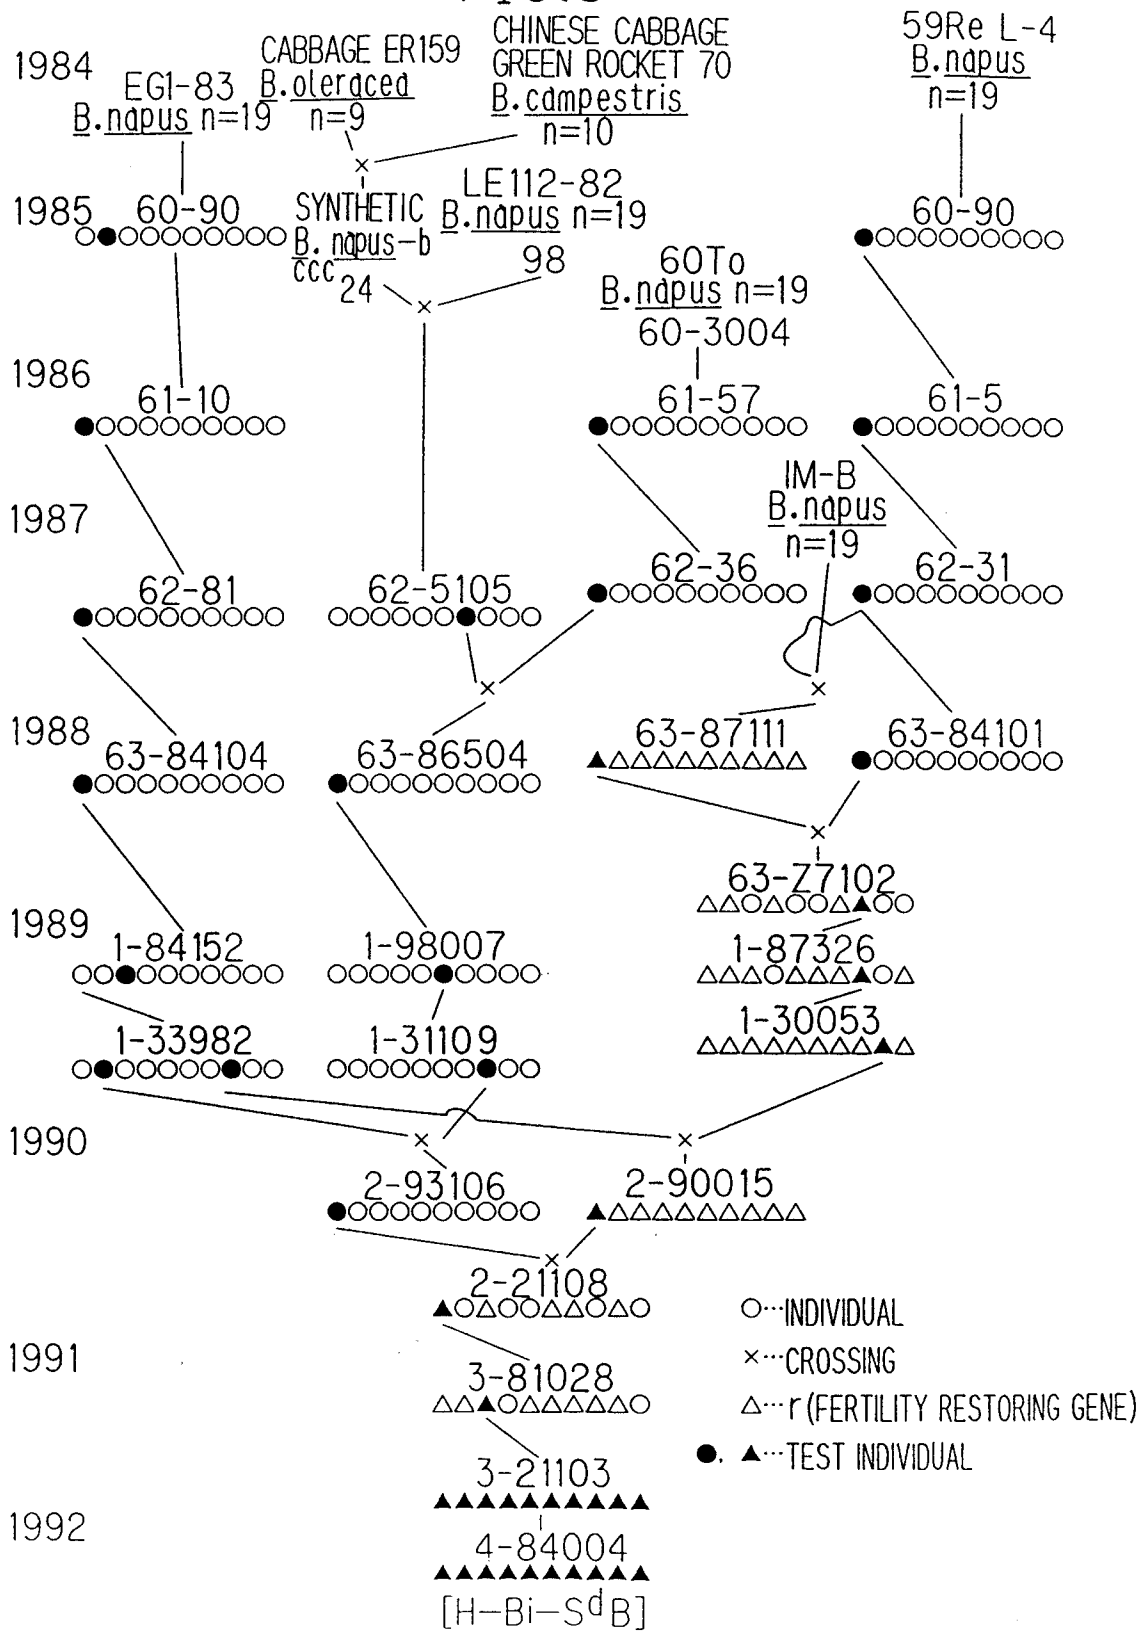 1984
EGI-83
B.napus n=19
CABBAGE ER159
B.oleracea
n=9
CHINESE CABBAGE
GREEN ROCKET 70
B.campestris
n=10
59Re L-4
B.napus
n=19
1985
60-90
SYNTHETIC
B. napus-b
ccc 24
LE112-82
B.napus n=19
98
60To
B.napus n=19
60-3004
60-90
1986
61-10
61-57
61-5
1987
IM-B
B.napus
n=19
62-81
62-5105
62-36
62-31
1988
63-84104
63-86504
63-87111
63-84101
63-Z7102
1989
1-84152
1-98007
1-87326
1-33982
1-31109
1-30053
1990
2-93106
2-90015
2-21108
○···INDIVIDUAL
×···CROSSING
△···r (FERTILITY RESTORING GENE)
●, ▲···TEST INDIVIDUAL
1991
3-81028
3-21103
1992
4-84004
[H-Bi-SdB]